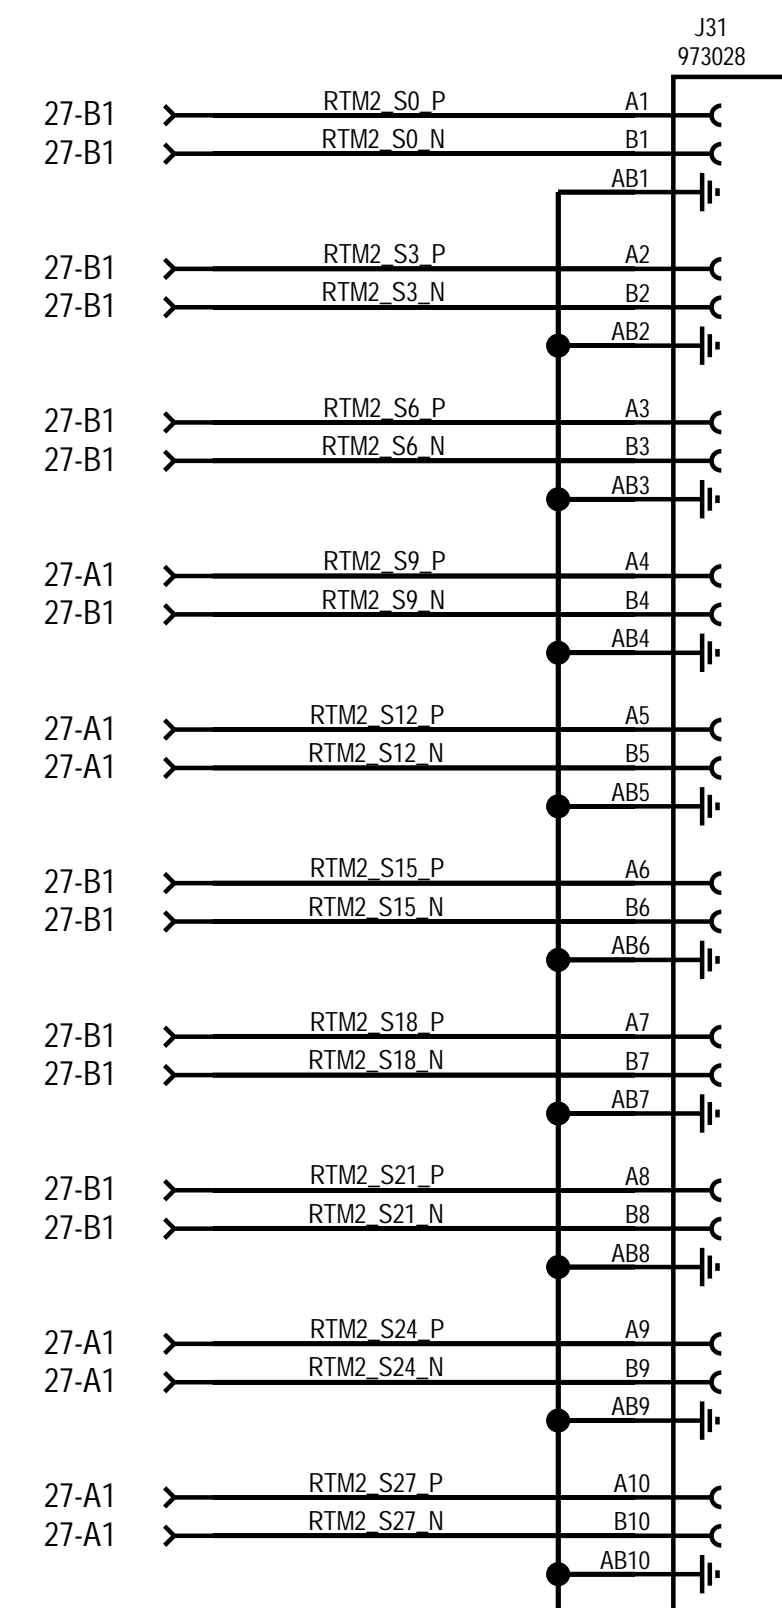 J31
973028
27-B1 RTM2_S0_P A1
27-B1 RTM2_S0_N B1
AB1
27-B1 RTM2_S3_P A2
27-B1 RTM2_S3_N B2
AB2
27-B1 RTM2_S6_P A3
27-B1 RTM2_S6_N B3
AB3
27-A1 RTM2_S9_P A4
27-B1 RTM2_S9_N B4
AB4
27-A1 RTM2_S12_P A5
27-A1 RTM2_S12_N B5
AB5
27-B1 RTM2_S15_P A6
27-B1 RTM2_S15_N B6
AB6
27-B1 RTM2_S18_P A7
27-B1 RTM2_S18_N B7
AB7
27-B1 RTM2_S21_P A8
27-B1 RTM2_S21_N B8
AB8
27-A1 RTM2_S24_P A9
27-A1 RTM2_S24_N B9
AB9
27-A1 RTM2_S27_P A10
27-A1 RTM2_S27_N B10
AB10